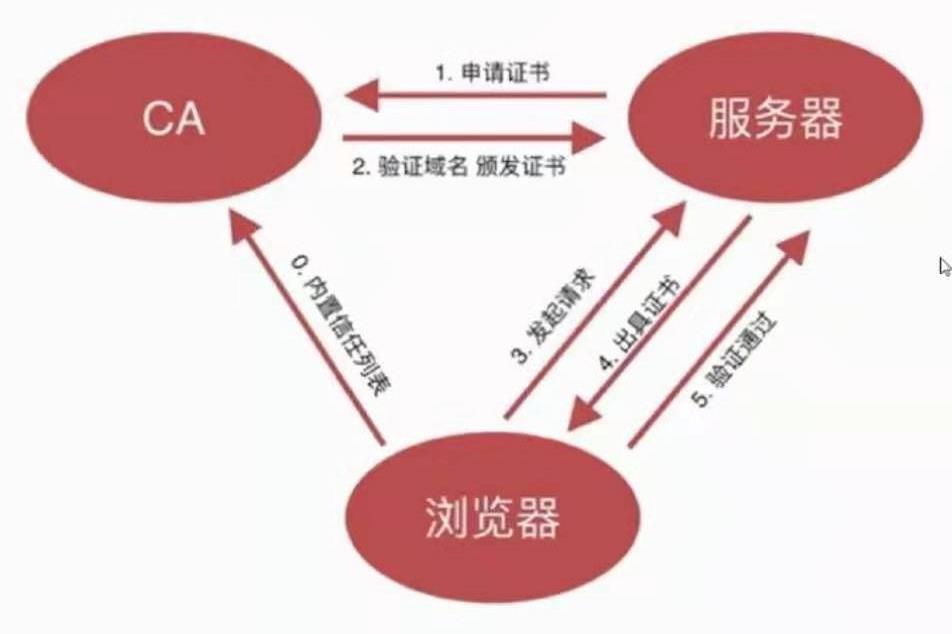 CA
1. 申请证书
服务器
2. 验证域名 颁发证书
0. 内置信任列表
3. 发起请求
4. 出具证书
5. 验证通过
浏览器